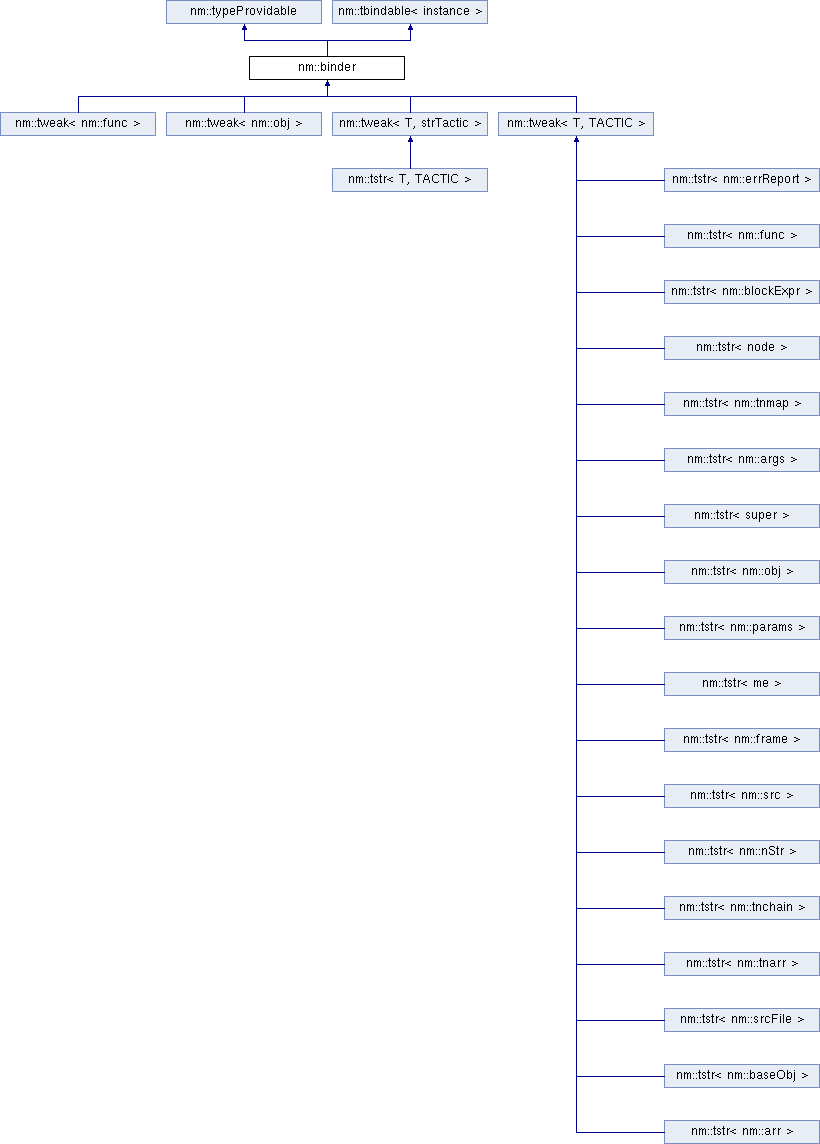 nm::typeProvidable
nm::tbindable< instance >
nm::binder
nm::tweak< nm::func >
nm::tweak< nm::obj >
nm::tweak< T, strTactic >
nm::tweak< T, TACTIC >
nm::tstr< T, TACTIC >
nm::tstr< nm::errReport >
nm::tstr< nm::func >
nm::tstr< nm::blockExpr >
nm::tstr< node >
nm::tstr< nm::tnmap >
nm::tstr< nm::args >
nm::tstr< super >
nm::tstr< nm::obj >
nm::tstr< nm::params >
nm::tstr< me >
nm::tstr< nm::frame >
nm::tstr< nm::src >
nm::tstr< nm::nStr >
nm::tstr< nm::tnchain >
nm::tstr< nm::tnarr >
nm::tstr< nm::srcFile >
nm::tstr< nm::baseObj >
nm::tstr< nm::arr >